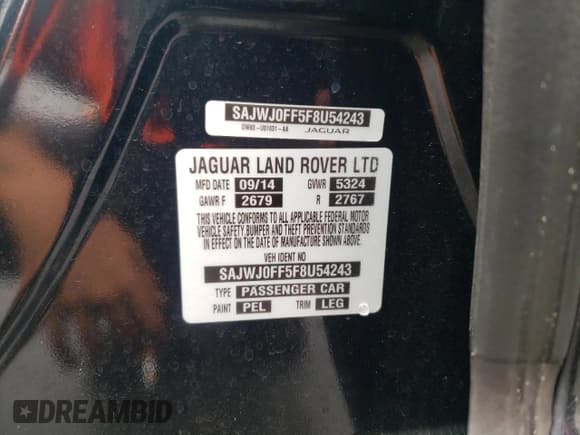 SAJWJ0FF5F8U54243
JAGUAR
JAGUAR LAND ROVER LTD
MFD DATE 09/14 GVWR 5324
GAWR F 2679 R 2767
THIS VEHICLE CONFORMS TO ALL APPLICABLE FEDERAL MOTOR
VEHICLE SAFETY,BUMPER AND THEFT PREVENTION STANDARDS
IN EFFECT ON THE DATE OF MANUFACTURE SHOWN ABOVE.
VEH IDENT NO
SAJWJ0FF5F8U54243
TYPE PASSENGER CAR
PAINT PEL TRIM LEG
DREAMBID